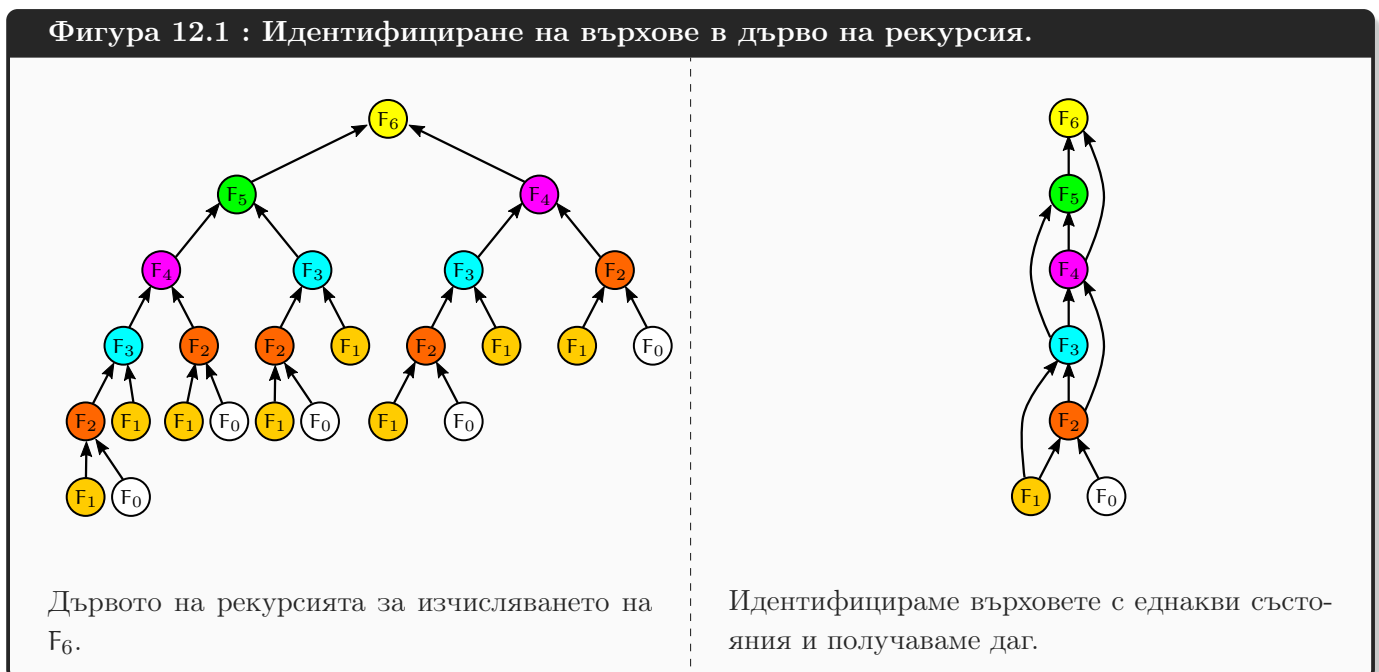 Фигура 12.1 : Идентифициране на върхове в дърво на рекурсия.
F₆
F₅ F₄
F₄ F₃ F₃ F₂
F₃ F₂ F₂ F₁ F₂ F₁ F₁ F₀
F₂ F₁ F₁ F₀ F₁ F₀ F₁ F₀
F₁ F₀
Дървото на рекурсията за изчисляването на
F₆.
F₆
F₅
F₄
F₃
F₂
F₁ F₀
Идентифицираме върховете с еднакви състо-
яния и получаваме даг.